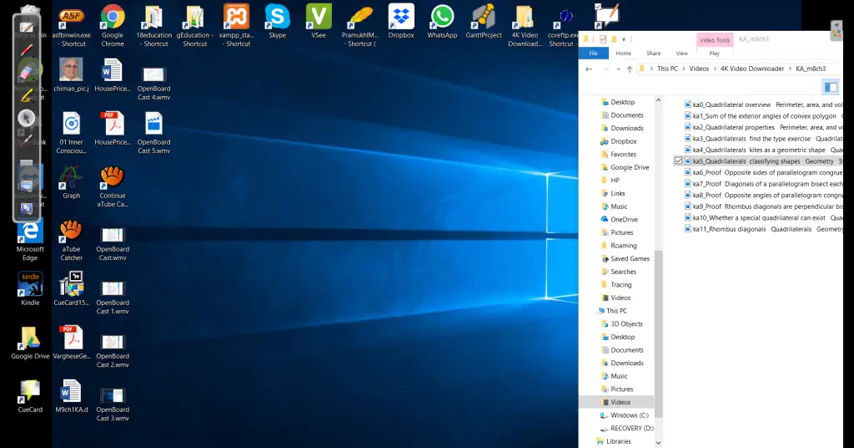 asfbinwin.exe - Shortcut
Google Chrome
18education - Shortcut
gEducation - Shortcut
xampp_start - Shortcut
Skype
VSee
PramukhIM... - Shortcut (
Dropbox
WhatsApp
GanttProject
4K Video Download...
coreftp.exe - Shortcut
chiman_pic.j
HousePrice...
OpenBoard Cast 4.wmv
01 Inner Consciou...
HousePrice...
OpenBoard Cast 5.wmv
Graph
Continue aTube Ca...
Microsoft Edge
aTube Catcher
OpenBoard Cast.wmv
Kindle
CueCard15...
OpenBoard Cast 1.wmv
Google Drive
VargheseGe...
OpenBoard Cast 2.wmv
CueCard
M9ch1KA.d
OpenBoard Cast 3.wmv
Video Tools
KA_m8ch3
File
Home
Share
View
Play
This PC > Videos > 4K Video Downloader > KA_m8ch3
Desktop
Documents
Downloads
Dropbox
Favorites
Google Drive
HP
Links
Music
OneDrive
Pictures
Roaming
Saved Games
Searches
Tracing
Videos
This PC
3D Objects
Desktop
Documents
Downloads
Music
Pictures
Videos
Windows (C:)
RECOVERY (D:)
Libraries
ka0_Quadrilateral overview Perimeter, area, and vol
ka1_Sum of the exterior angles of convex polygon
ka2_Quadrilateral properties Perimeter, area, and
ka3_Quadrilaterals find the type exercise
ka4_Quadrilaterals kites as a geometric shape
ka5_Quadrilaterals classifying shapes Geometry
ka6_Proof Opposite sides of parallelogram congrue
ka7_Proof Diagonals of a parallelogram bisect each
ka8_Proof Opposite angles of parallelogram congru
ka9_Proof Rhombus diagonals are perpendicular bi
ka10_Whether a special quadrilateral can exist
ka11_Rhombus diagonals Quadrilaterals Geometry